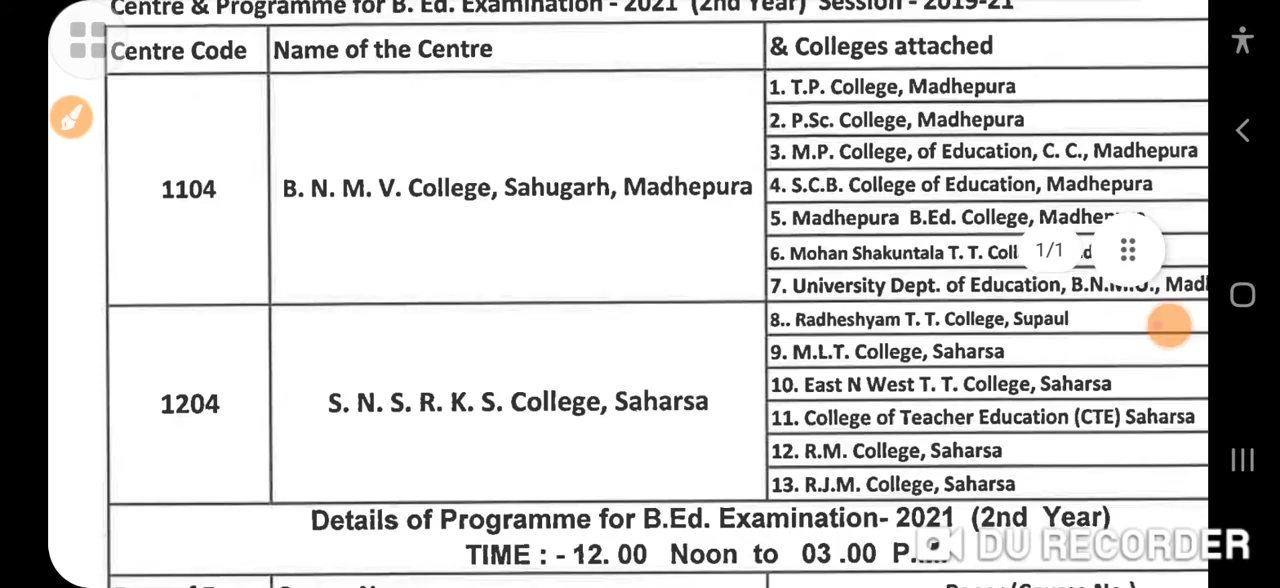 Centre & Programme for B. Ed. Examination - 2021 (2nd Year) Session - 2019-21
Centre Code Name of the Centre & Colleges attached
1104 B. N. M. V. College, Sahugarh, Madhepura
1. T.P. College, Madhepura
2. P.Sc. College, Madhepura
3. M.P. College, of Education, C. C., Madhepura
4. S.C.B. College of Education, Madhepura
5. Madhepura B.Ed. College,
6. Mohan Shakuntala T. T.
1/1
7. University Dept. of Education,
1204 S. N. S. R. K. S. College, Saharsa
8.. Radheshyam T. T. College, Supaul
9. M.L.T. College, Saharsa
10. East N West T. T. College, Saharsa
11. College of Teacher Education (CTE) Saharsa
12. R.M. College, Saharsa
13. R.J.M. College, Saharsa
Details of Programme for B.Ed. Examination- 2021 (2nd Year)
TIME : - 12. 00 Noon to 03 .00
DU RECORDER